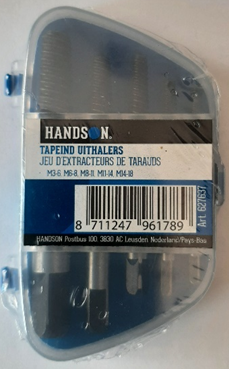 HANDSON.
TAPEIND UITHALERS
JEU D'EXTRACTEURS DE TARAUDS
M3-6, M6-8, M8-11, M11-14, M14-18
8 711247 961789
Art. 627637
HANDSON Postbus 100, 3830 AC Leusden Nederland/Pays-Bas